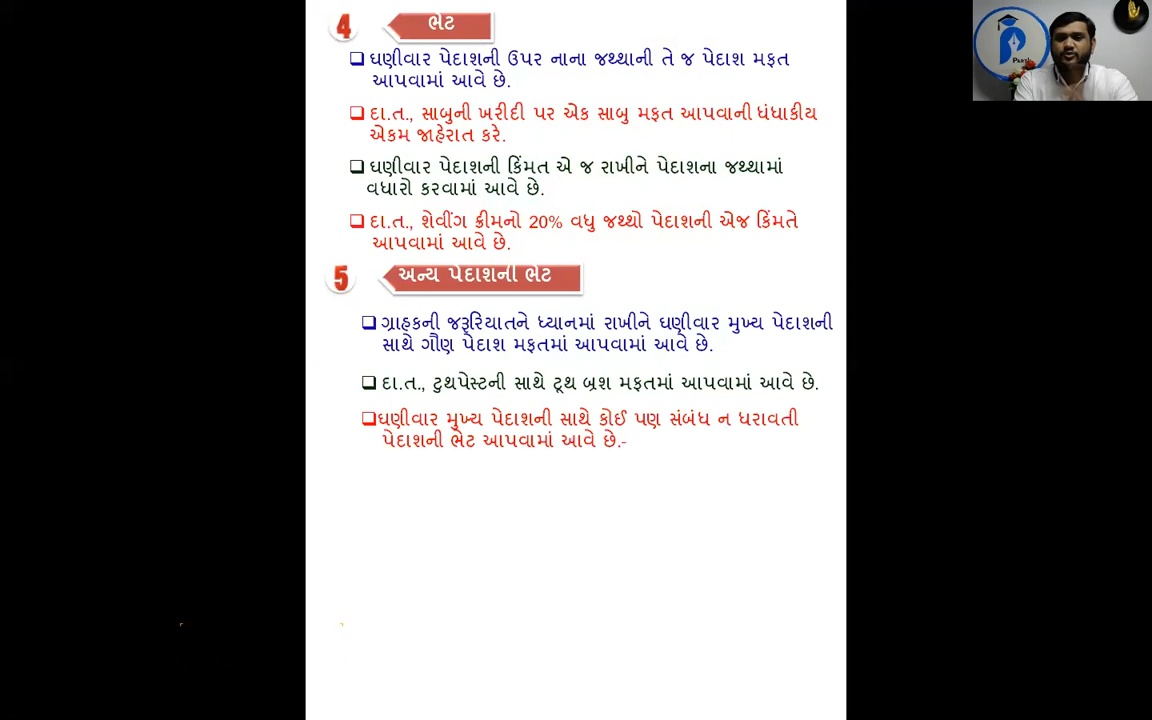 4 ભેટ
❑ ઘણીવાર પેદાશની ઉપર નાના જથ્થાની તે જ પેદાશ મફત
આપવામાં આવે છે.
❑ દા.ત., સાબુની ખરીદી પર એક સાબુ મફત આપવાની ધંધાકીય
એકમ જાહેરાત કરે.
❑ ઘણીવાર પેદાશની કિંમત એ જ રાખીને પેદાશના જથ્થામાં
વધારો કરવામાં આવે છે.
❑ દા.ત., શેવીંગ ક્રીમનો 20% વધુ જથ્થો પેદાશની એજ કિંમતે
આપવામાં આવે છે.
5 અન્ય પેદાશની ભેટ
❑ ગ્રાહકની જરૂરિયાતને ધ્યાનમાં રાખીને ઘણીવાર મુખ્ય પેદાશની
સાથે ગૌણ પેદાશ મફતમાં આપવામાં આવે છે.
❑ દા.ત., ટુથપેસ્ટની સાથે ટૂથ બ્રશ મફતમાં આપવામાં આવે છે.
❑ઘણીવાર મુખ્ય પેદાશની સાથે કોઈ પણ સંબંધ ન ધરાવતી
પેદાશની ભેટ આપવામાં આવે છે.-